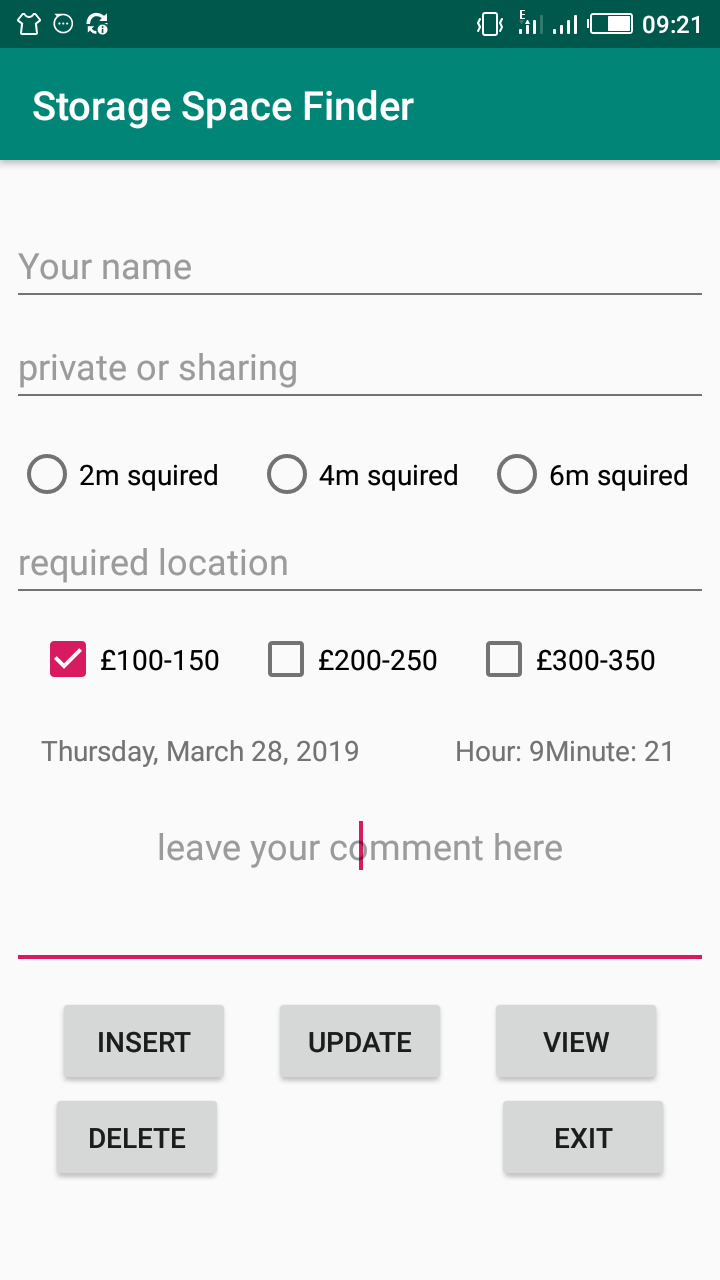 E 09:21
Storage Space Finder
Your name
private or sharing
2m squired 4m squired 6m squired
required location
£100-150 £200-250 £300-350
Thursday, March 28, 2019 Hour: 9Minute: 21
leave your comment here
INSERT UPDATE VIEW
DELETE EXIT